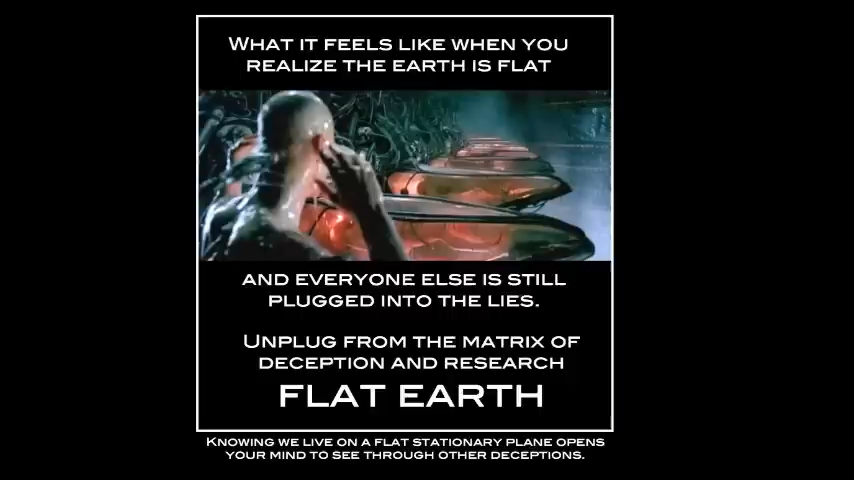 What it feels like when you
realize the earth is flat
and everyone else is still
plugged into the lies.
Unplug from the matrix of
deception and research
FLAT EARTH
Knowing we live on a flat stationary plane opens
your mind to see through other deceptions.